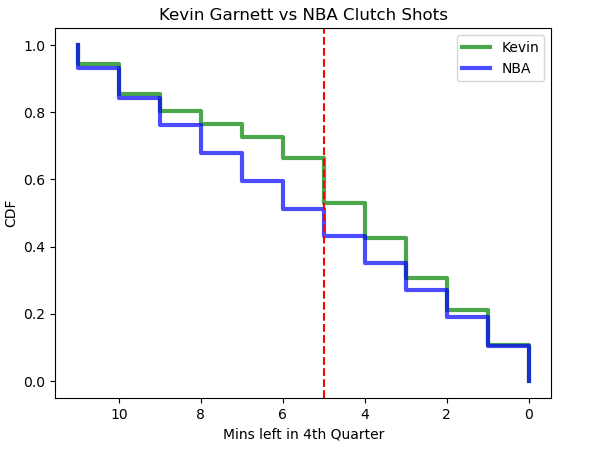 Kevin Garnett vs NBA Clutch Shots
Kevin
NBA
1.0
0.8
0.6
0.4
0.2
0.0
CDF
10 8 6 4 2 0
Mins left in 4th Quarter